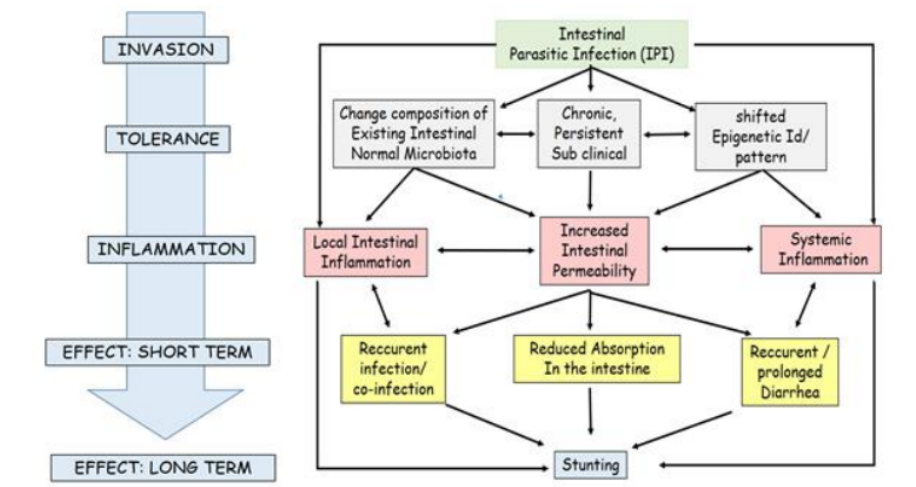 INVASION
TOLERANCE
INFLAMMATION
EFFECT: SHORT TERM
EFFECT: LONG TERM
Intestinal
Parasitic Infection (IPI)
Change composition of
Existing Intestinal
Normal Microbiota
Chronic,
Persistent
Sub clinical
shifted
Epigenetic Id/
pattern
Local Intestinal
Inflammation
Increased
Intestinal
Permeability
Systemic
Inflammation
Reccurent
infection/
co-infection
Reduced Absorption
In the intestine
Reccurent /
prolonged
Diarrhea
Stunting